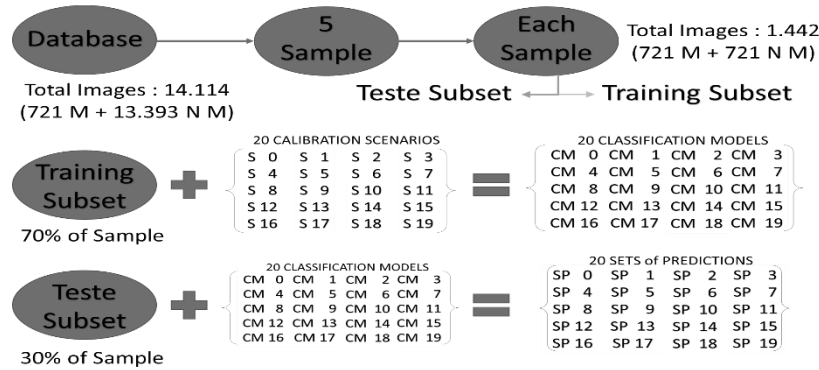 Database
5
Sample
Each
Sample
Total Images : 1.442
(721 M + 721 N M)
Total Images : 14.114
(721 M + 13.393 N M)
Teste Subset
Training Subset
Training
Subset
70% of Sample
20 CALIBRATION SCENARIOS
S 0 S 1 S 2 S 3
S 4 S 5 S 6 S 7
S 8 S 9 S 10 S 11
S 12 S 13 S 14 S 15
S 16 S 17 S 18 S 19
20 CLASSIFICATION MODELS
CM 0 CM 1 CM 2 CM 3
CM 4 CM 5 CM 6 CM 7
CM 8 CM 9 CM 10 CM 11
CM 12 CM 13 CM 14 CM 15
CM 16 CM 17 CM 18 CM 19
Teste
Subset
30% of Sample
20 CLASSIFICATION MODELS
CM 0 CM 1 CM 2 CM 3
CM 4 CM 5 CM 6 CM 7
CM 8 CM 9 CM 10 CM 11
CM 12 CM 13 CM 14 CM 15
CM 16 CM 17 CM 18 CM 19
20 SETS of PREDICTIONS
SP 0 SP 1 SP 2 SP 3
SP 4 SP 5 SP 6 SP 7
SP 8 SP 9 SP 10 SP 11
SP 12 SP 13 SP 14 SP 15
SP 16 SP 17 SP 18 SP 19